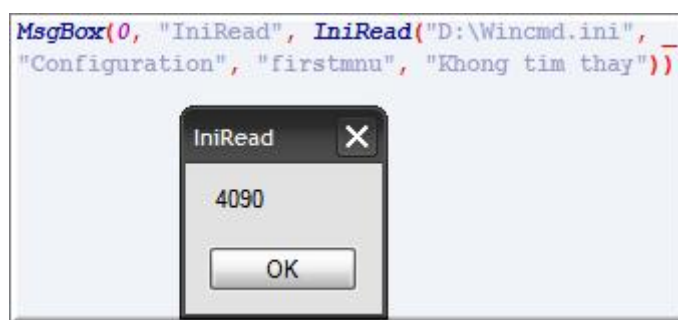 MsgBox(0, "IniRead", IniRead("D:\Wincmd.ini", _
"Configuration", "firstmnu", "Khong tim thay"))
IniRead
4090
OK